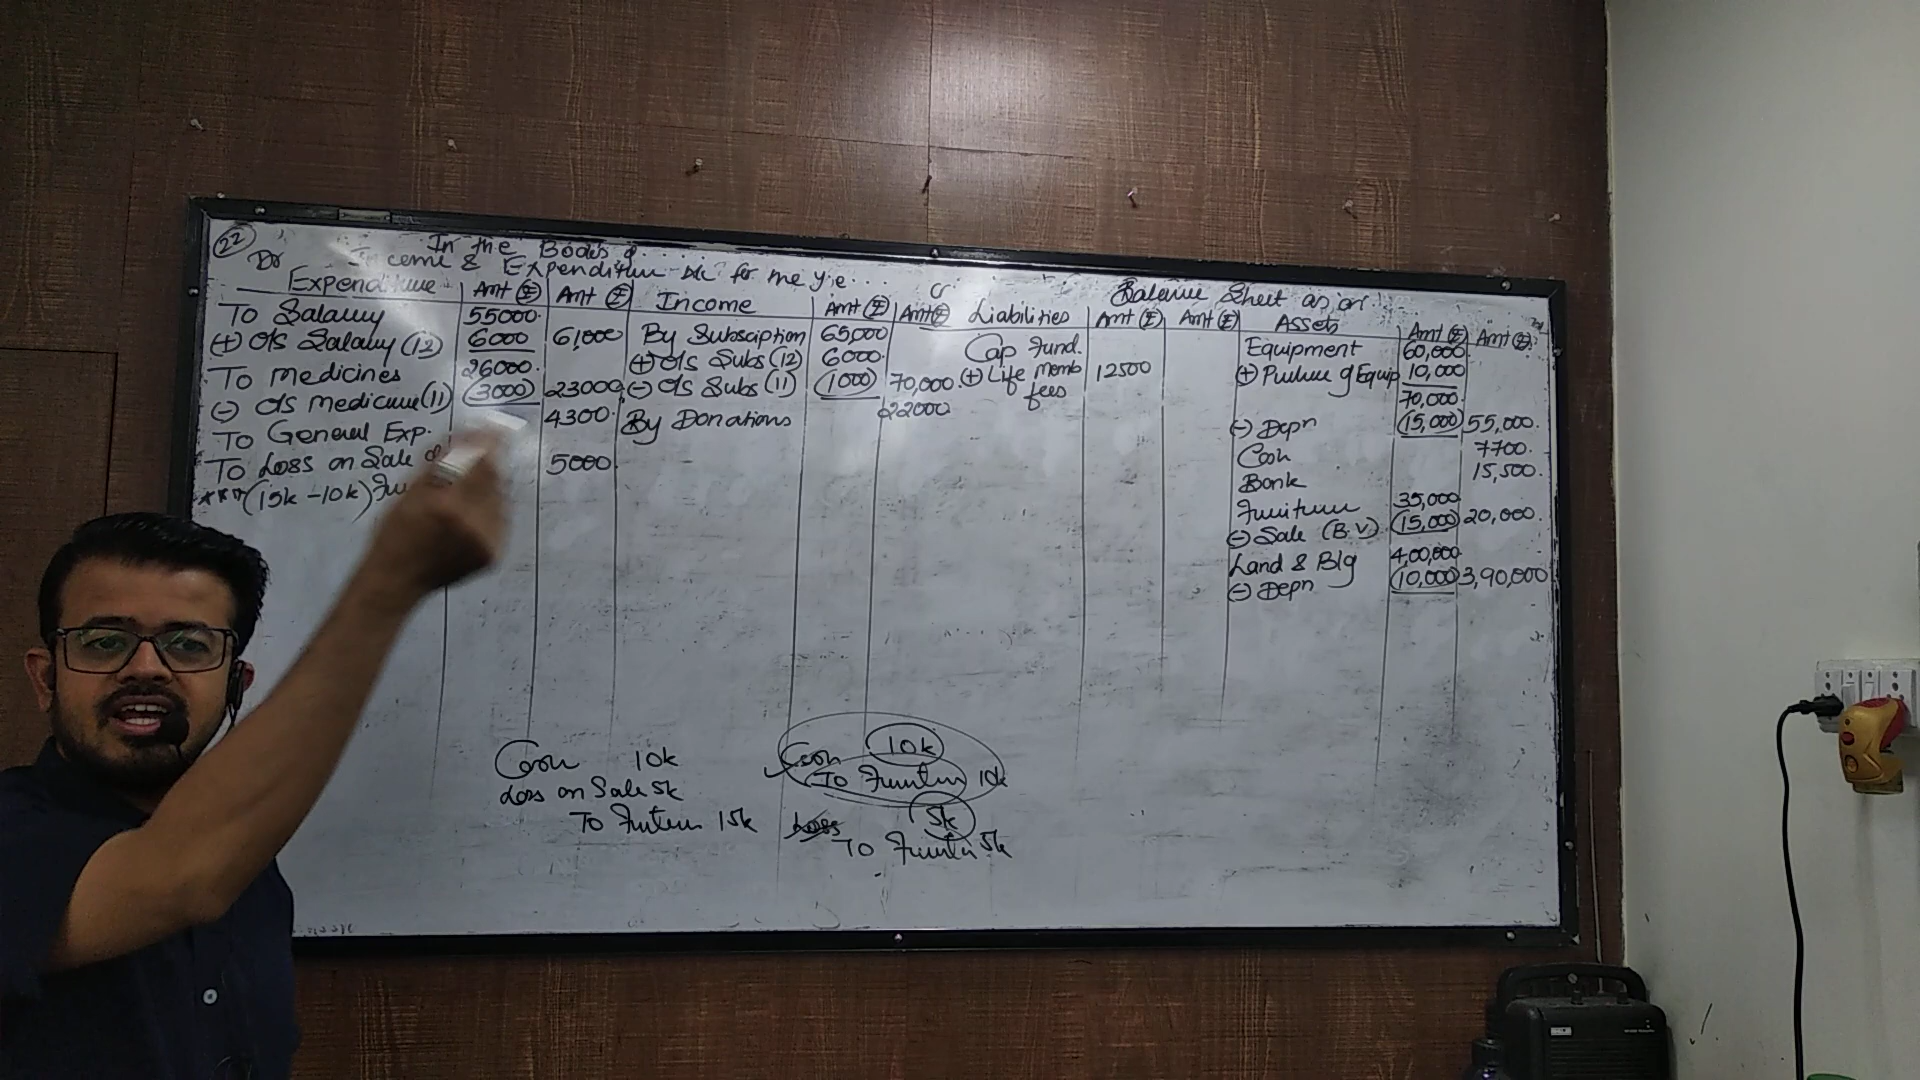 22
In the Books of.....
Dr Income & Expenditure A/c for the y.e... Cr
Expenditure Amt (₹) Amt (₹) Income Amt (₹) Amt (₹)
To Salary 55000 By Subsciption 65,000
(+) O/s Salary (12) 6000 61,000 (+) O/s Subs (12) 6000
To medicines 26000 (-) O/s Subs (11) (1000) 70,000
(-) O/s medicine (11) (3000) 23000 By Donations 22000
To General Exp. 4300
To Loss on Sale 5000
*** (15k - 10k)
Balance Sheet as on
Liabilities Amt (₹) Amt (₹) Assets Amt (₹) Amt (₹)
Cap Fund. Equipment 60,000
(+) Life memb fees 12500 (+) Purchase of Equip 10,000
70,000
(-) Depn (15,000) 55,000
Cash 7700
Bank 15,500
Furniture 35,000
(-) Sale (B.V) (15,000) 20,000
Land & Blg 4,00,000
(-) Depn (10,000) 3,90,000
Cash 10k
Loss on Sale 5k
To Furniture 15k
Cash 10k
To Furniture 10k
Loss 5k
To Furniture 5k